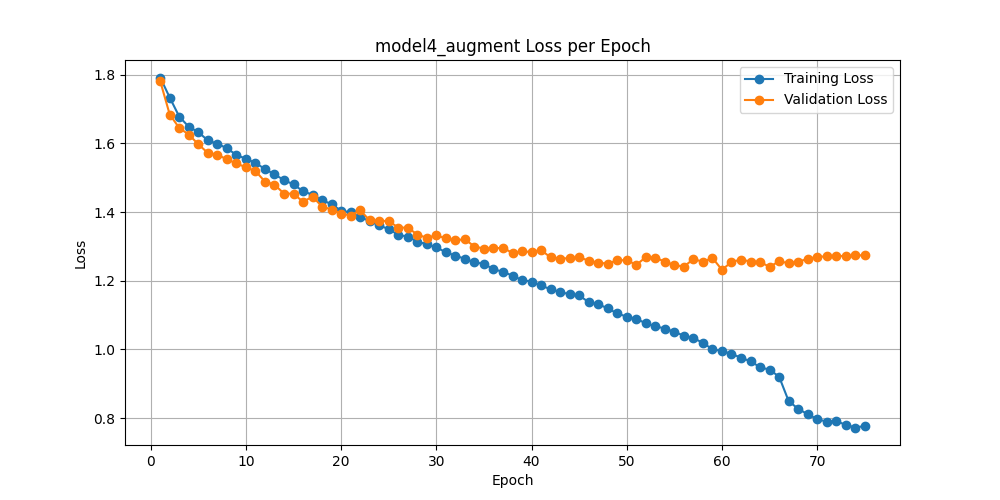 model4_augment Loss per Epoch
Training Loss
Validation Loss
1.8
1.6
1.4
1.2
1.0
0.8
Loss
0 10 20 30 40 50 60 70
Epoch